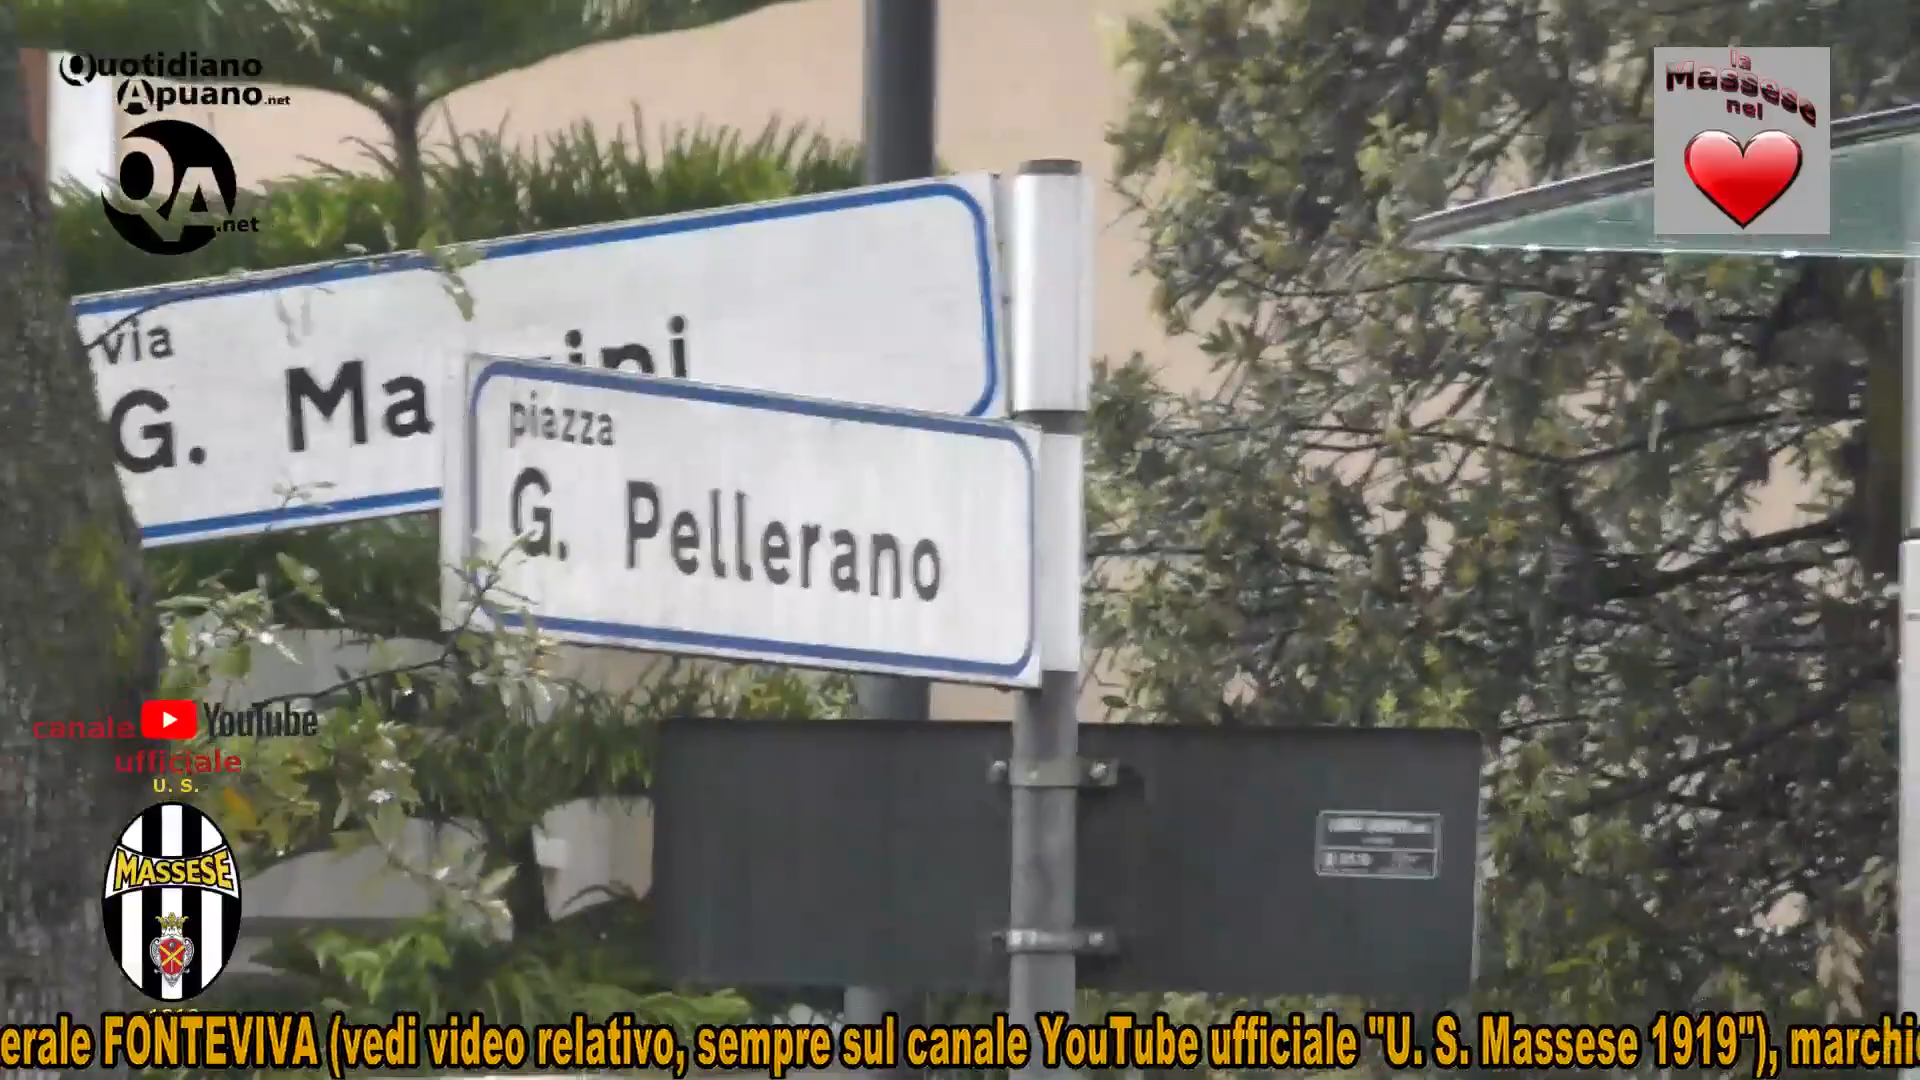 Quotidiano
Apuano.net
QA.net
la
Massese
nel
via
G. Ma
piazza
G. Pellerano
canale YouTube
ufficiale
U. S.
MASSESE
erale FONTEVIVA (vedi video relativo, sempre sul canale YouTube ufficiale "U. S. Massese 1919"), marchi